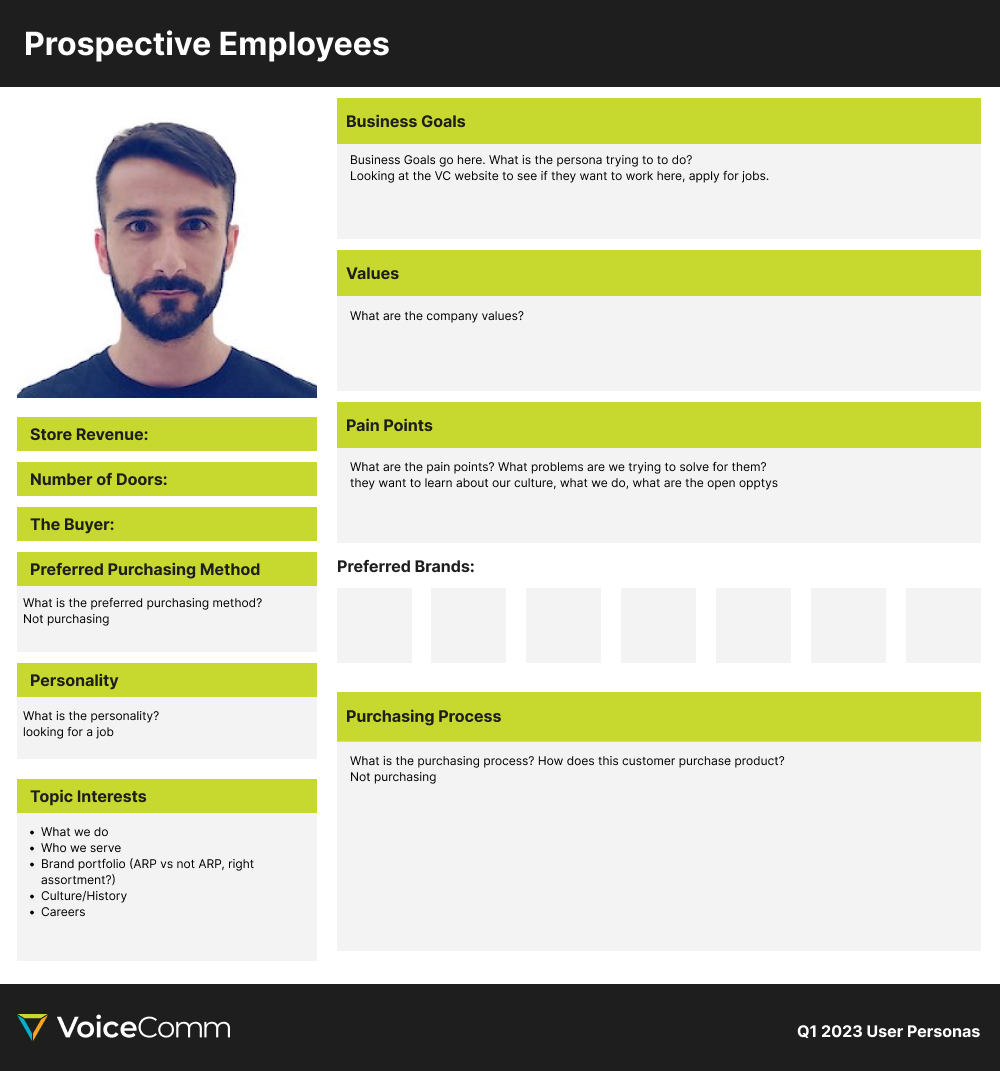 Prospective Employees
Store Revenue:
Number of Doors:
The Buyer:
Preferred Purchasing Method
What is the preferred purchasing method?
Not purchasing
Personality
What is the personality?
looking for a job
Topic Interests
• What we do
• Who we serve
• Brand portfolio (ARP vs not ARP, right
assortment?)
• Culture/History
• Careers
Business Goals
Business Goals go here. What is the persona trying to to do?
Looking at the VC website to see if they want to work here, apply for jobs.
Values
What are the company values?
Pain Points
What are the pain points? What problems are we trying to solve for them?
they want to learn about our culture, what we do, what are the open opptys
Preferred Brands:
Purchasing Process
What is the purchasing process? How does this customer purchase product?
Not purchasing
VoiceComm
Q1 2023 User Personas